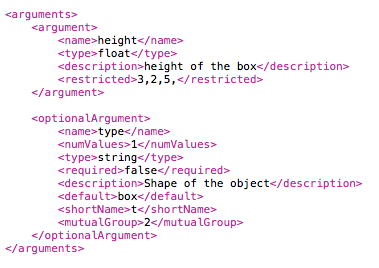 <arguments>
<argument>
<name>height</name>
<type>float</type>
<description>height of the box</description>
<restricted>3,2,5,</restricted>
</argument>
<optionalArgument>
<name>type</name>
<numValues>1</numValues>
<type>string</type>
<required>false</required>
<description>Shape of the object</description>
<default>box</default>
<shortName>t</shortName>
<mutualGroup>2</mutualGroup>
</optionalArgument>
</arguments>